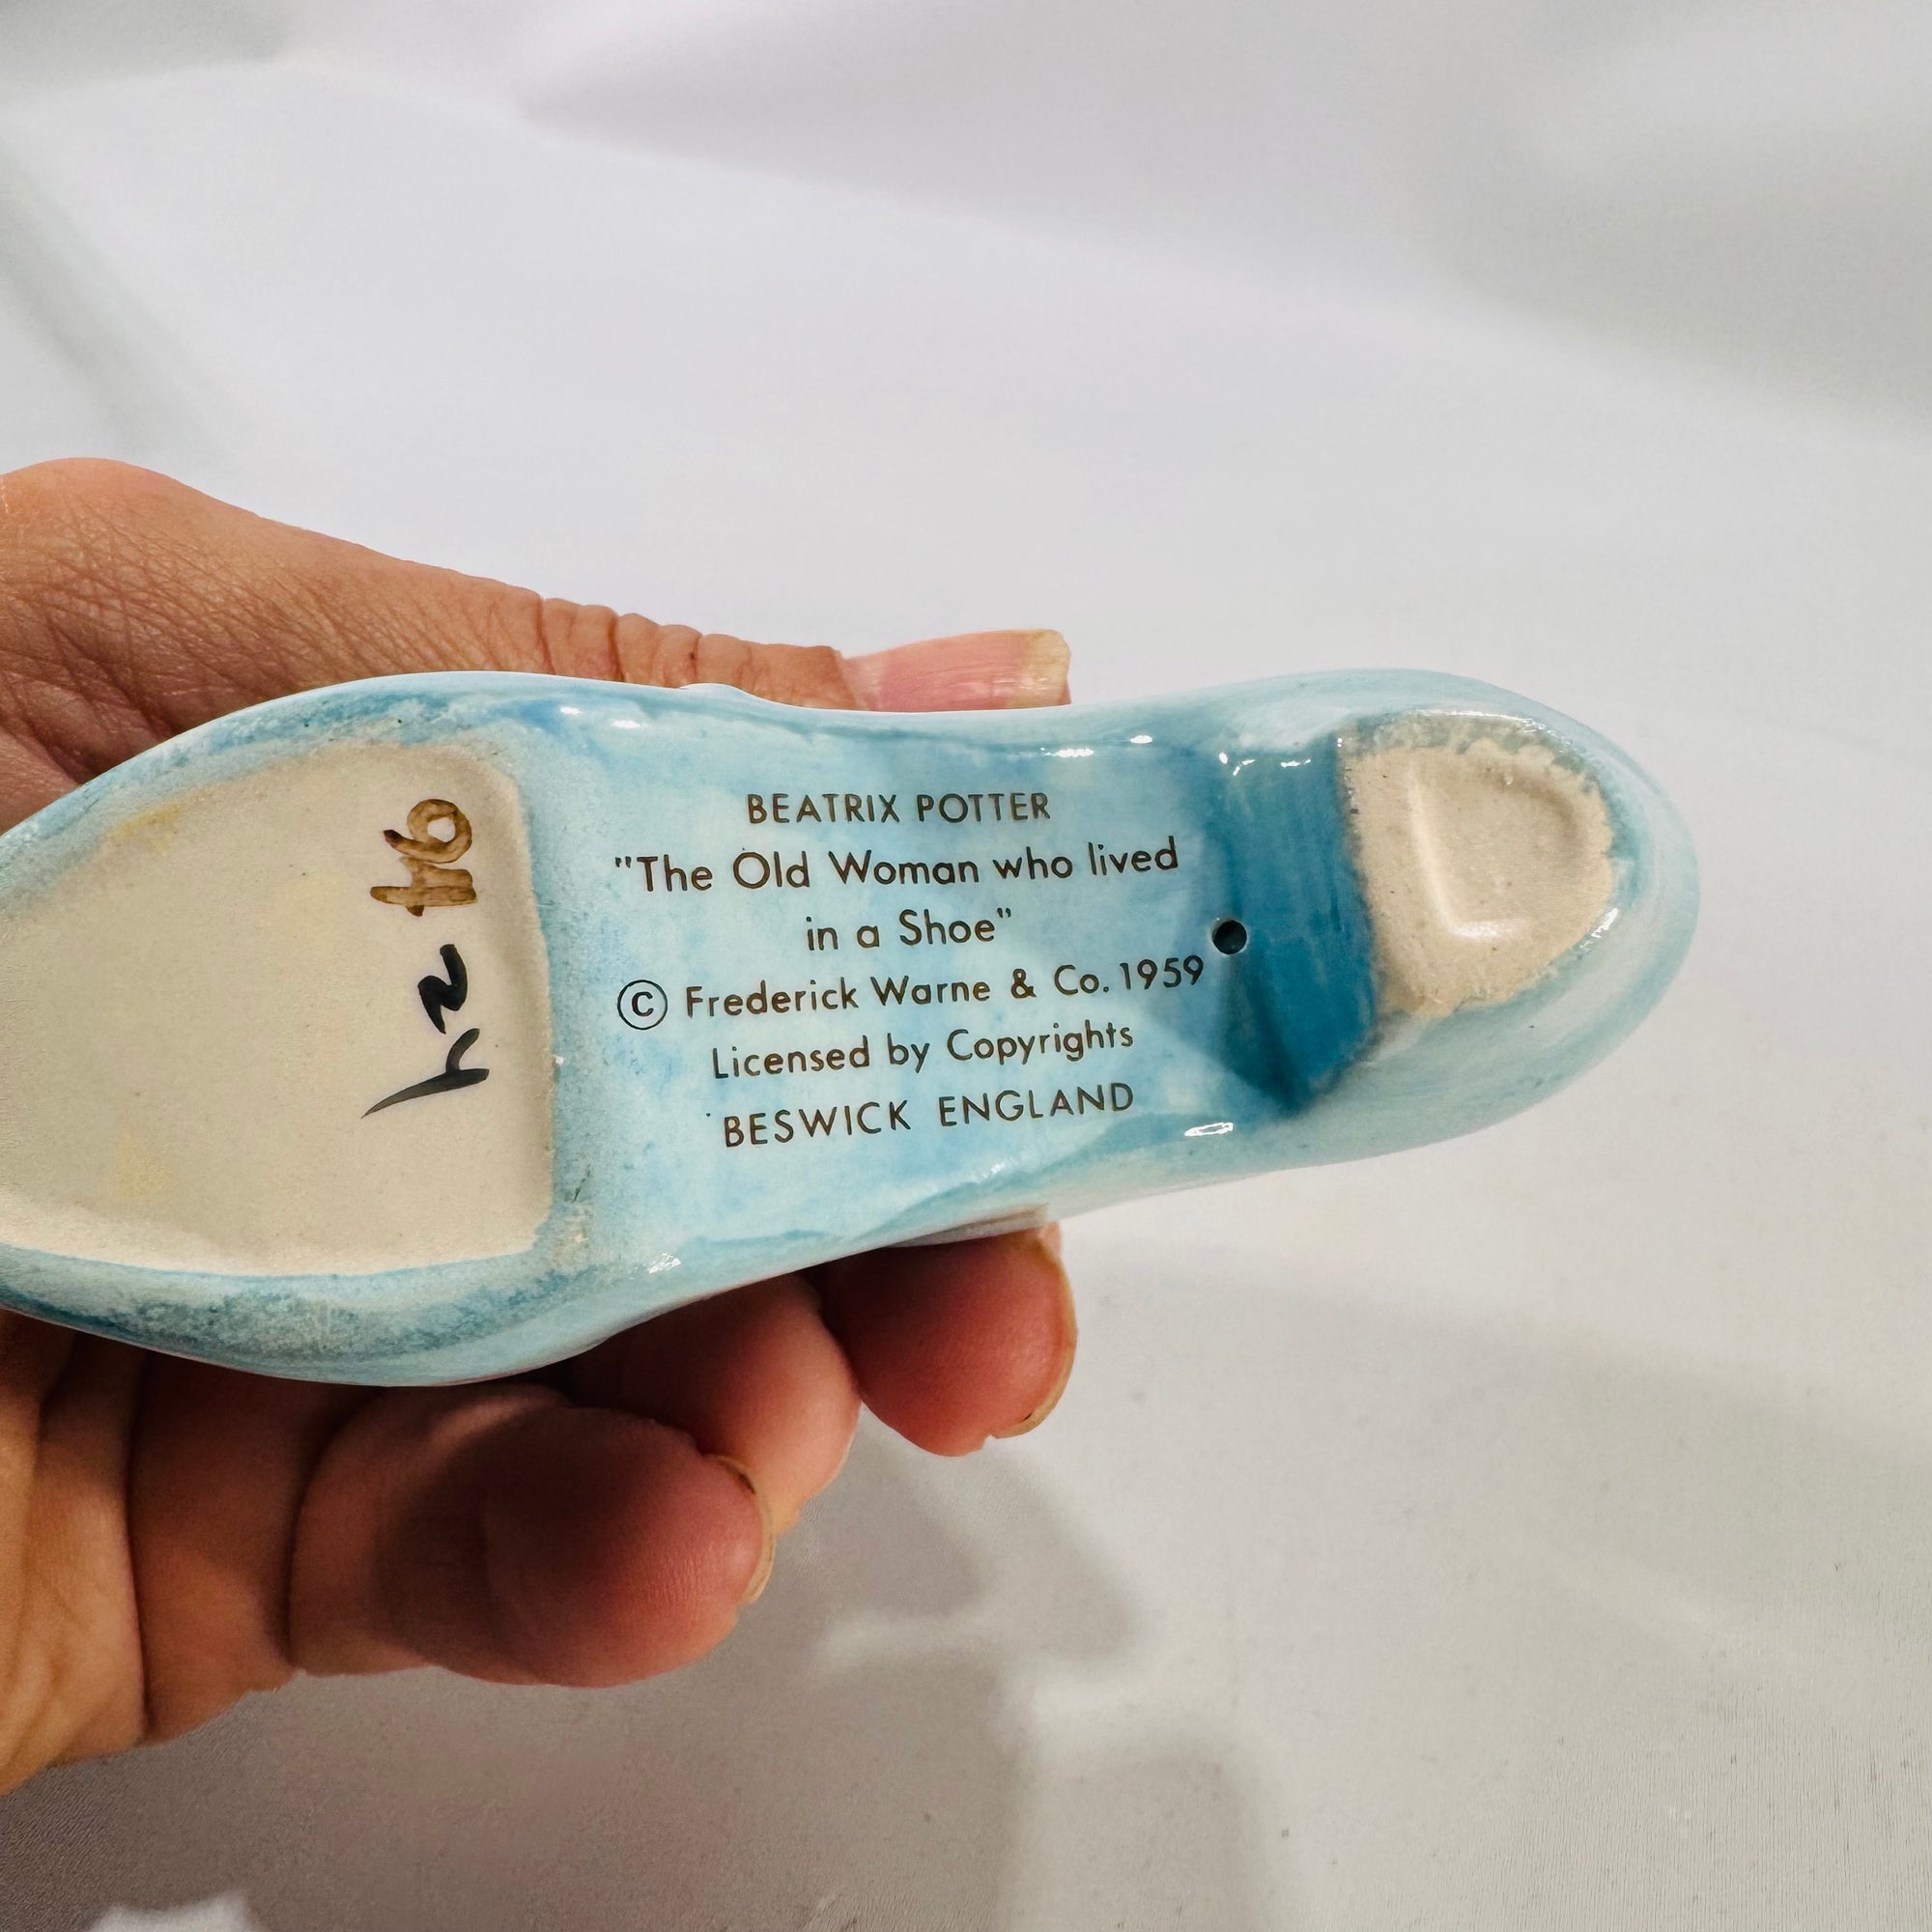 BEATRIX POTTER
"The Old Woman who lived
in a Shoe"
© Frederick Warne & Co. 1959
Licensed by Copyrights
BESWICK ENGLAND